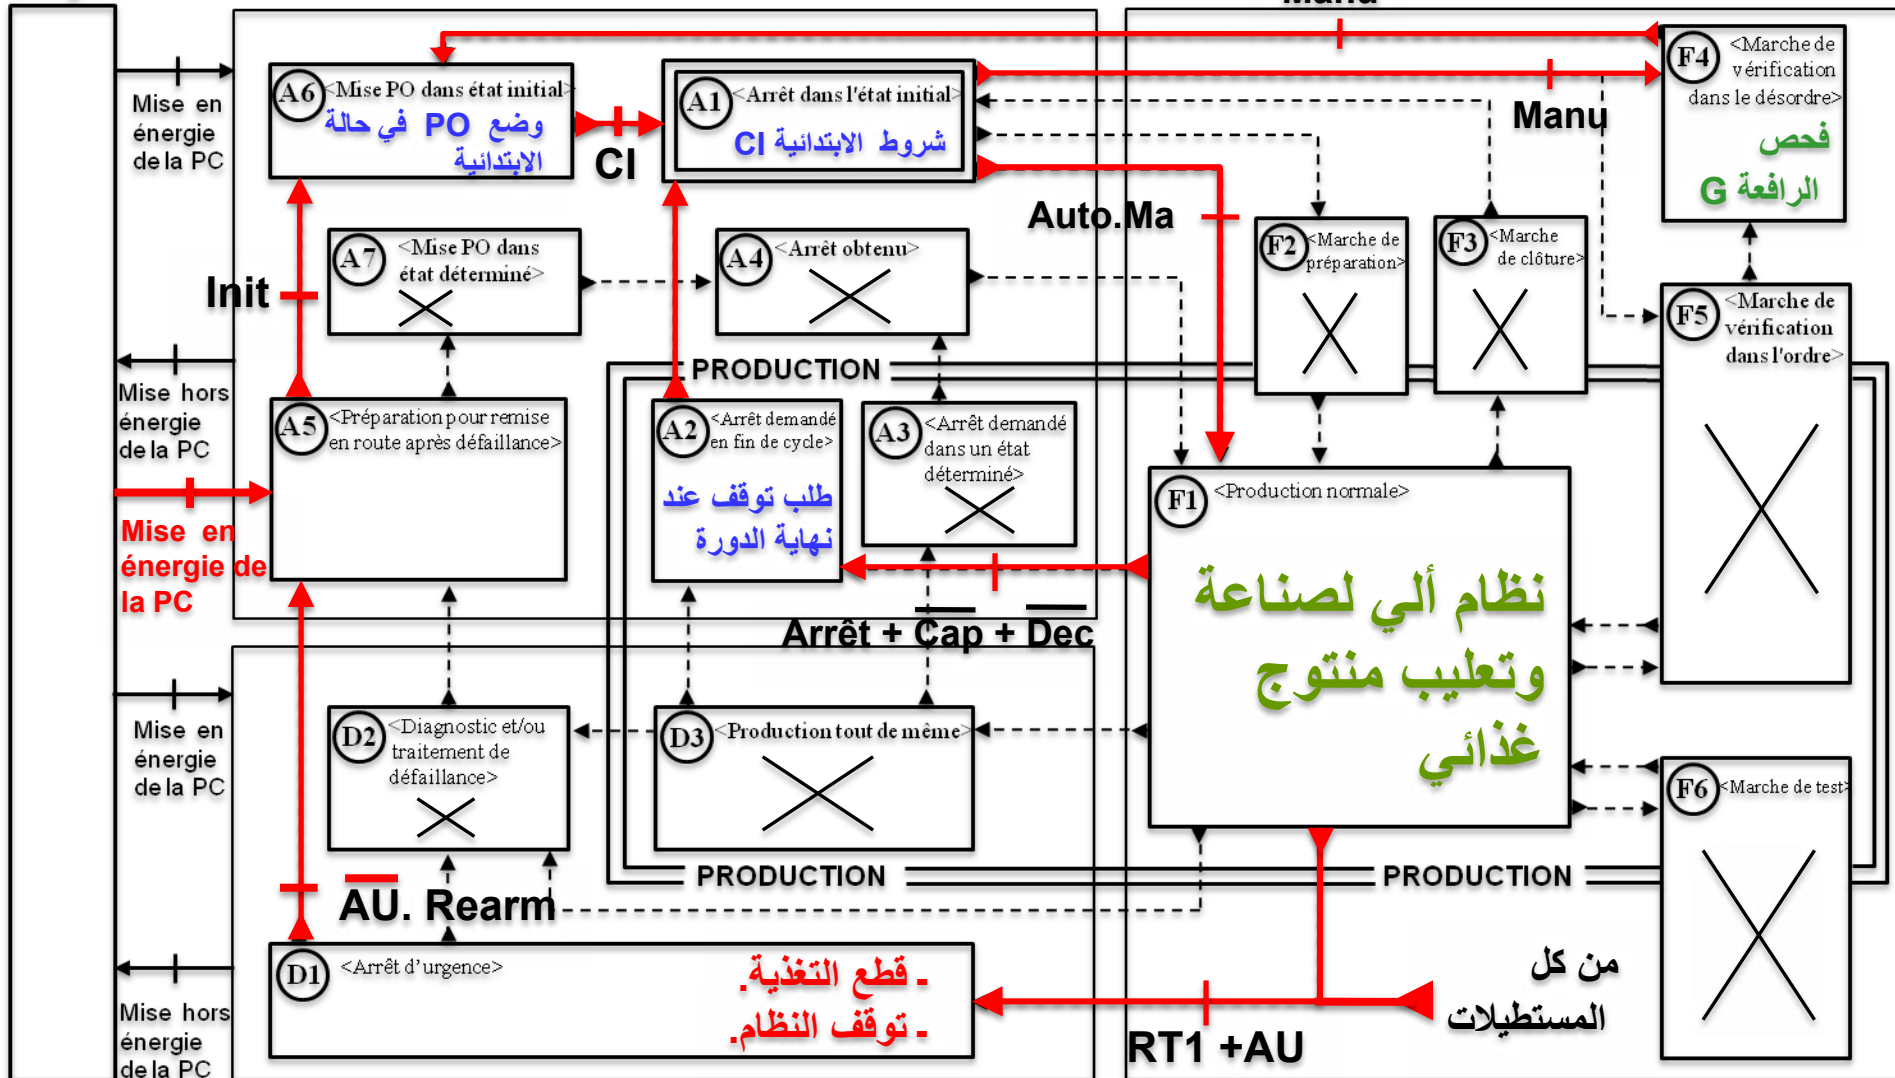 Manu
Mise en
énergie
de la PC
A6
<Mise PO dans état initial>
وضع PO في حالة
الابتدائية
CI
A1
<Arrêt dans l'état initial>
شروط الابتدائية CI
Manu
F4
<Marche de
vérification
dans le désordre>
فحص
الرافعة G
Auto.Ma
Init
A7
<Mise PO dans
état déterminé>
A4
<Arrêt obtenu>
F2
<Marche de
préparation>
F3
<Marche
de clôture>
F5
<Marche de
vérification
dans l'ordre>
PRODUCTION
Mise hors
énergie
de la PC
A5
<Préparation pour remise
en route après défaillance>
A2
<Arrêt demandé
en fin de cycle>
طلب توقف عند
نهاية الدورة
A3
<Arrêt demandé
dans un état
déterminé>
F1
<Production normale>
نظام ألي لصناعة
وتعليب منتوج
غذائي
Mise en
énergie de
la PC
Arrêt + C̅a̅p̅ + D̅e̅c̅
Mise en
énergie
de la PC
D2
<Diagnostic et/ou
traitement de
défaillance>
D3
<Production tout de même>
F6
<Marche de test>
PRODUCTION
PRODUCTION
A̅U̅. Rearm
D1
<Arrêt d'urgence>
- قطع التغذية.
- توقف النظام.
من كل
المستطيلات
RT1 +AU
Mise hors
énergie
de la PC